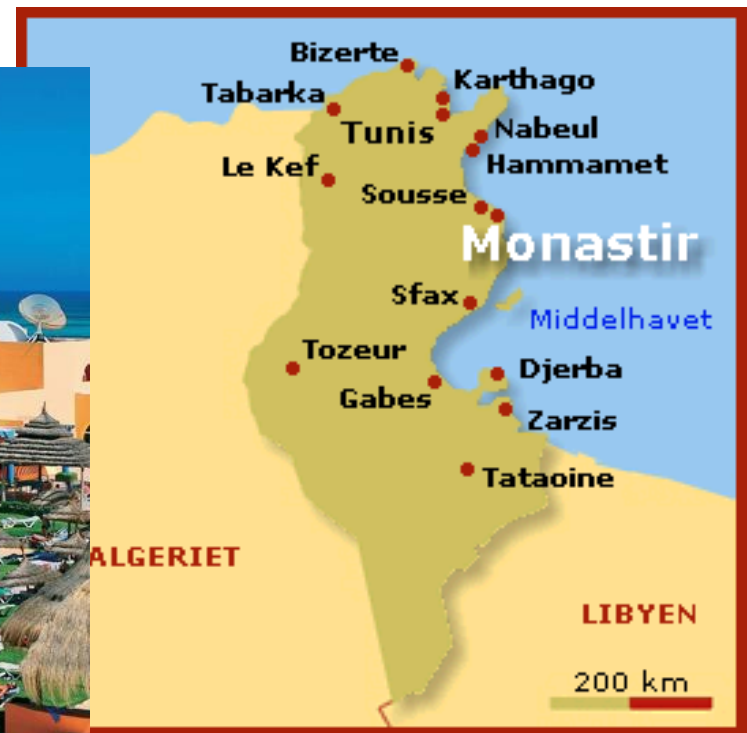 Bizerte
Karthago
Tabarka
Tunis
Nabeul
Hammamet
Le Kef
Sousse
Monastir
Sfax
Middelhavet
Tozeur
Djerba
Gabes
Zarzis
Tataoine
ALGERIET
LIBYEN
200 km